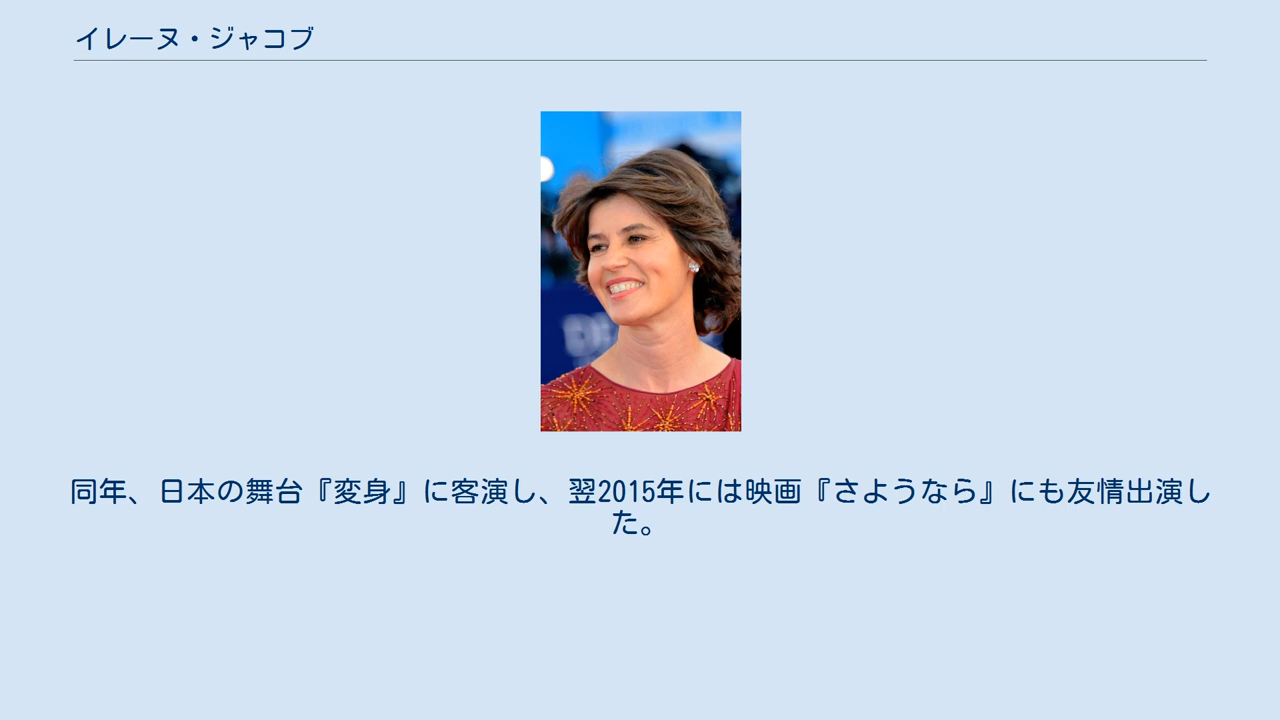 イレーヌ・ジャコブ
同年、日本の舞台『変身』に客演し、翌2015年には映画『さようなら』にも友情出演し
た。